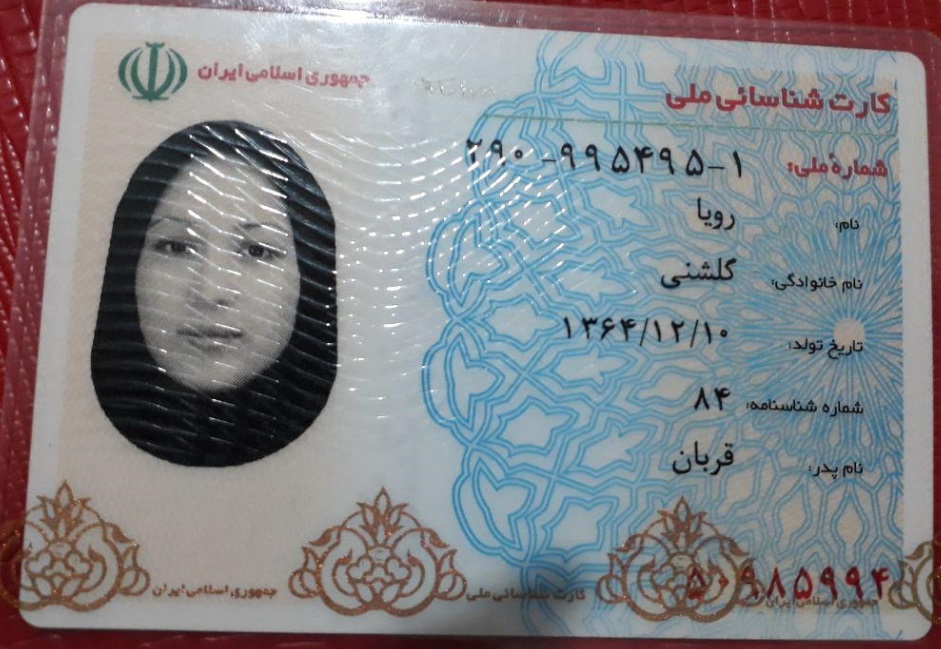 جمهوری اسلامی ایران
کارت شناسائی ملی
شمارهٔ ملی: ۲۹۰-۹۹۵۴۹۵-۱
نام: رویا
نام خانوادگی: گلشنی
تاریخ تولد: ۱۳۶۴/۱۲/۱۰
شماره شناسنامه: ۸۴
نام پدر: قربان
۵۰۹۸۵۹۹۴
جمهوری اسلامی ایران کارت شناسائی ملی جمهوری اسلامی ایران